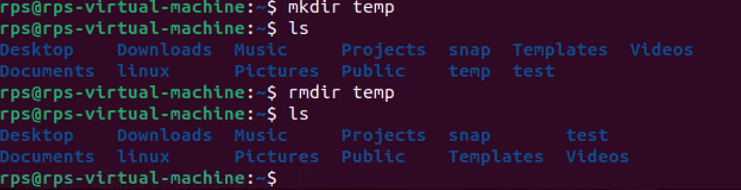 rps@rps-virtual-machine:~$ mkdir temp
rps@rps-virtual-machine:~$ ls
Desktop Downloads Music Projects snap Templates Videos
Documents linux Pictures Public temp test
rps@rps-virtual-machine:~$ rmdir temp
rps@rps-virtual-machine:~$ ls
Desktop Downloads Music Projects snap test
Documents linux Pictures Public Templates Videos
rps@rps-virtual-machine:~$